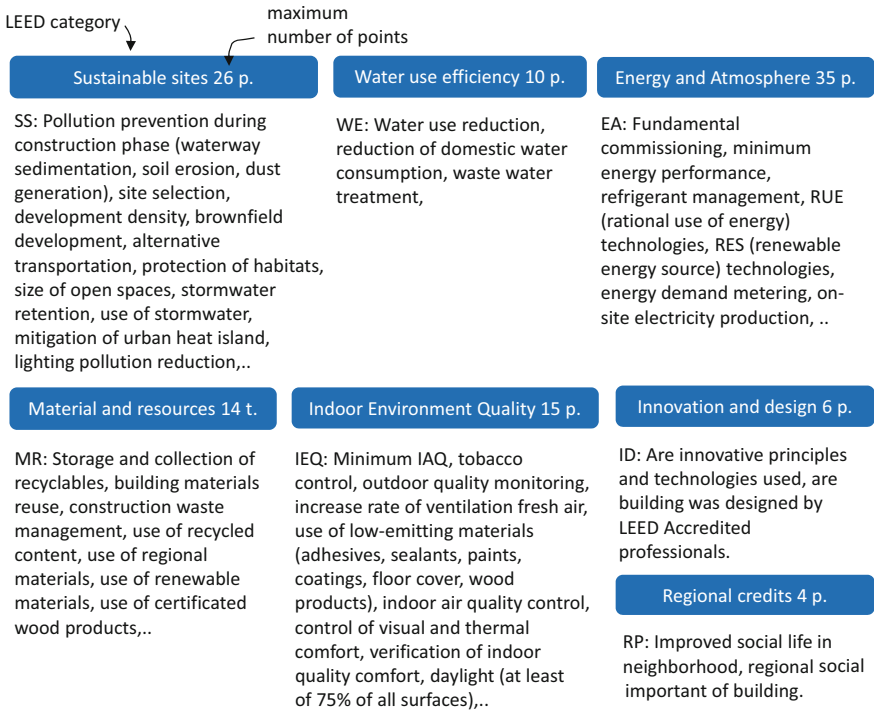 LEED category
maximum
number of points
Sustainable sites 26 p.
SS: Pollution prevention during
construction phase (waterway
sedimentation, soil erosion, dust
generation), site selection,
development density, brownfield
development, alternative
transportation, protection of habitats,
size of open spaces, stormwater
retention, use of stormwater,
mitigation of urban heat island,
lighting pollution reduction,..
Water use efficiency 10 p.
WE: Water use reduction,
reduction of domestic water
consumption, waste water
treatment,
Energy and Atmosphere 35 p.
EA: Fundamental
commissioning, minimum
energy performance,
refrigerant management, RUE
(rational use of energy)
technologies, RES (renewable
energy source) technologies,
energy demand metering, on-
site electricity production, ..
Material and resources 14 t.
MR: Storage and collection of
recyclables, building materials
reuse, construction waste
management, use of recycled
content, use of regional
materials, use of renewable
materials, use of certificated
wood products,..
Indoor Environment Quality 15 p.
IEQ: Minimum IAQ, tobacco
control, outdoor quality monitoring,
increase rate of ventilation fresh air,
use of low-emitting materials
(adhesives, sealants, paints,
coatings, floor cover, wood
products), indoor air quality control,
control of visual and thermal
comfort, verification of indoor
quality comfort, daylight (at least
of 75% of all surfaces),..
Innovation and design 6 p.
ID: Are innovative principles
and technologies used, are
building was designed by
LEED Accredited
professionals.
Regional credits 4 p.
RP: Improved social life in
neighborhood, regional social
important of building.